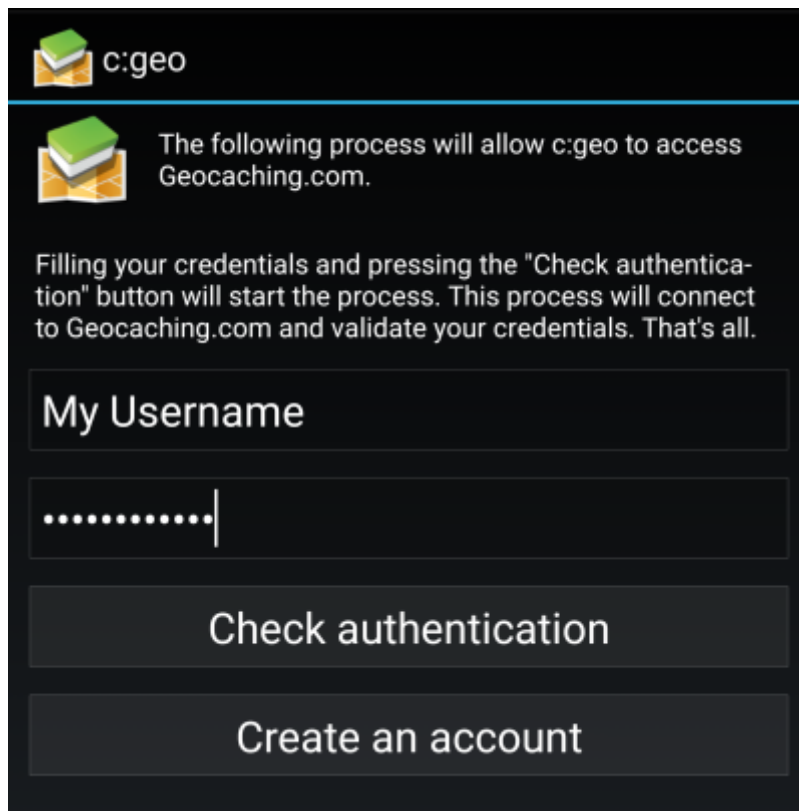 c:geo
The following process will allow c:geo to access
Geocaching.com.
Filling your credentials and pressing the "Check authentica-
tion" button will start the process. This process will connect
to Geocaching.com and validate your credentials. That's all.
My Username
••••••••••••
Check authentication
Create an account